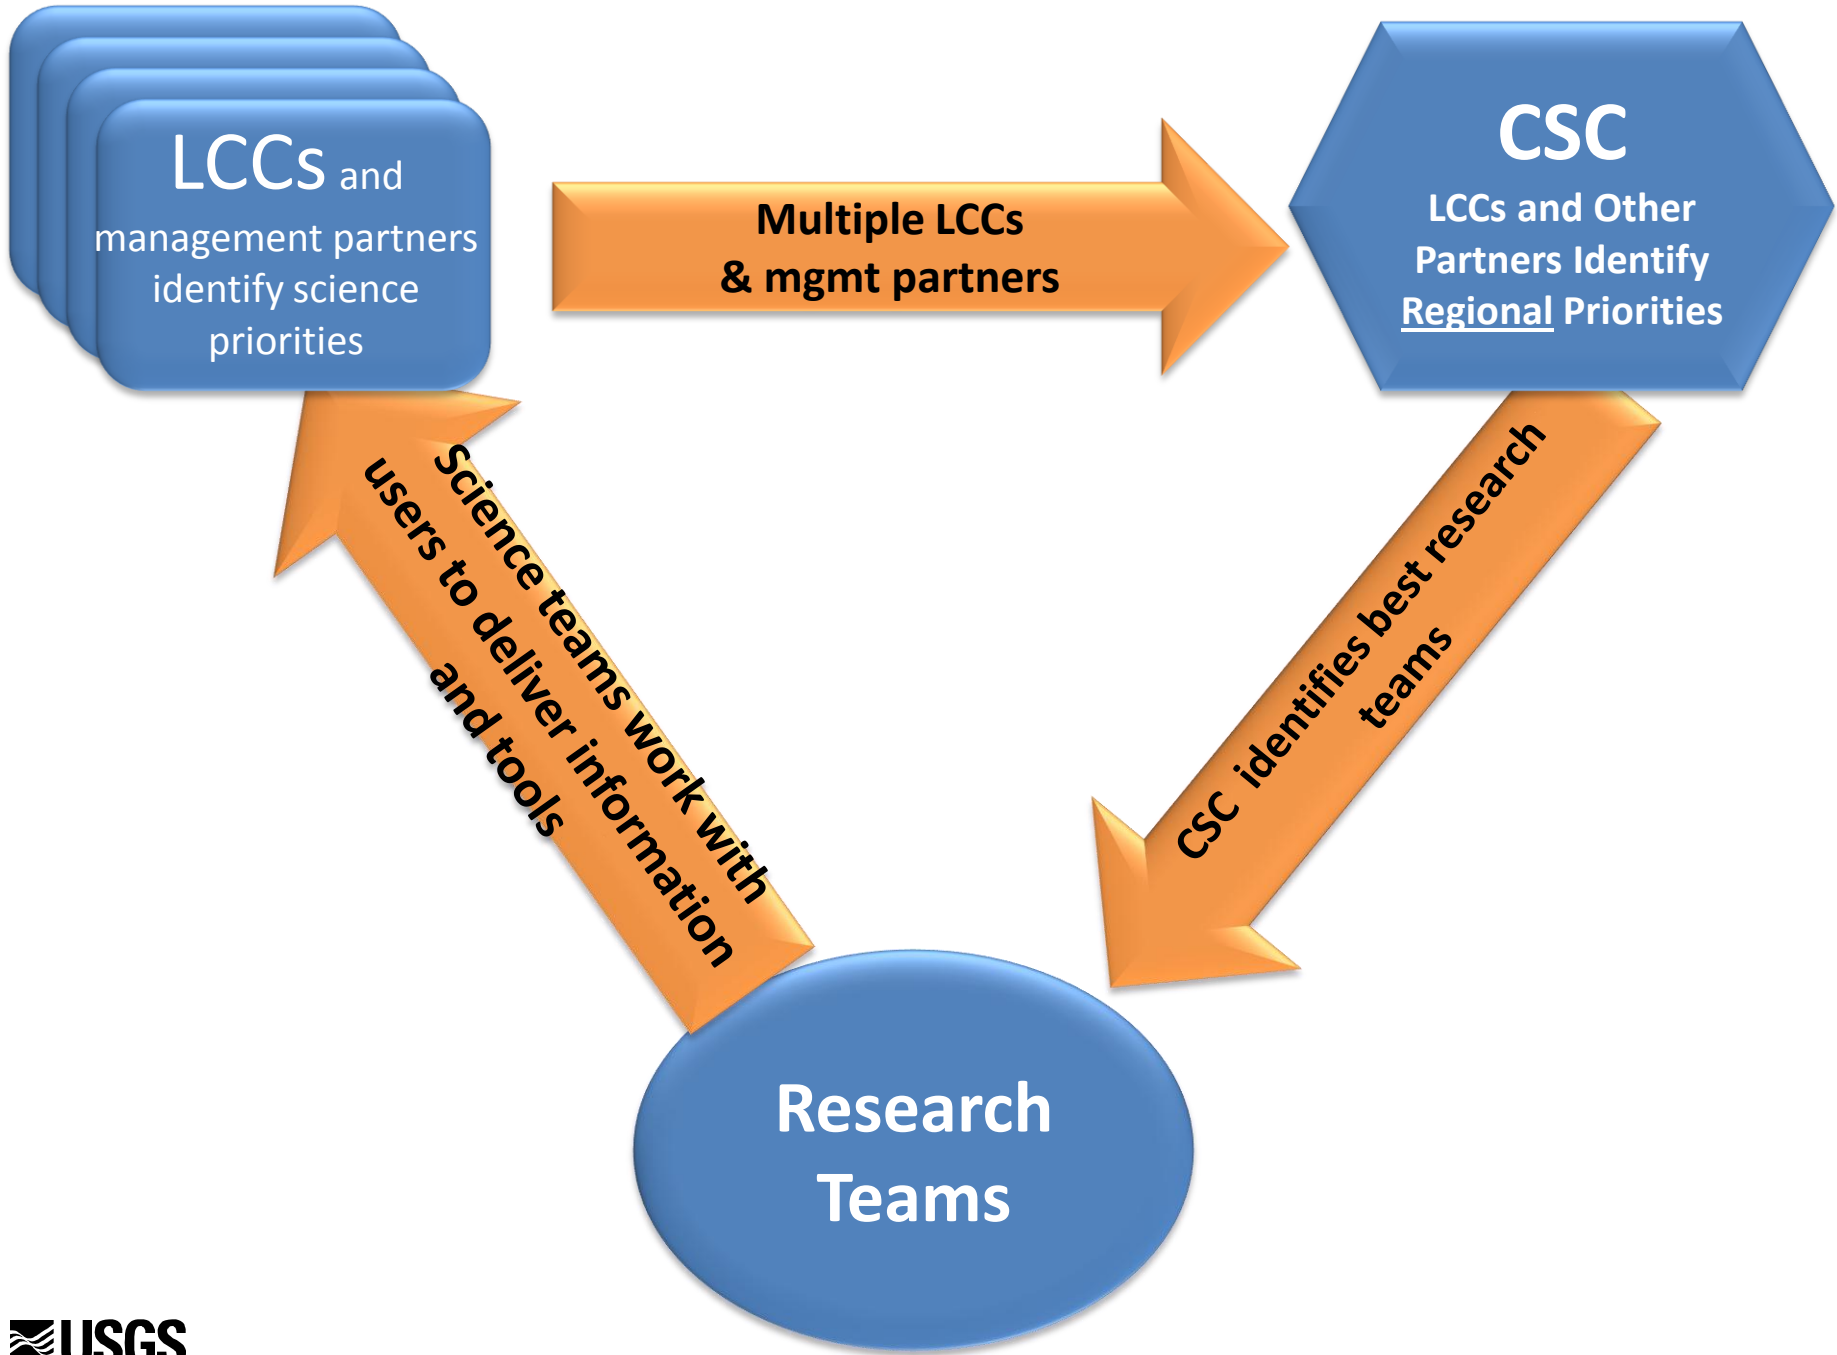 LCCs and
management partners
identify science
priorities
Multiple LCCs
& mgmt partners
CSC
LCCs and Other
Partners Identify
Regional Priorities
CSC  identifies best research
teams
Science teams work with
users to deliver information
and tools
Research
Teams
USGS